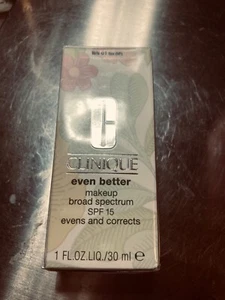 CLINIQUE
even better
makeup
broad spectrum
SPF 15
evens and corrects
1 FL.OZ.LIQ./30 ml e